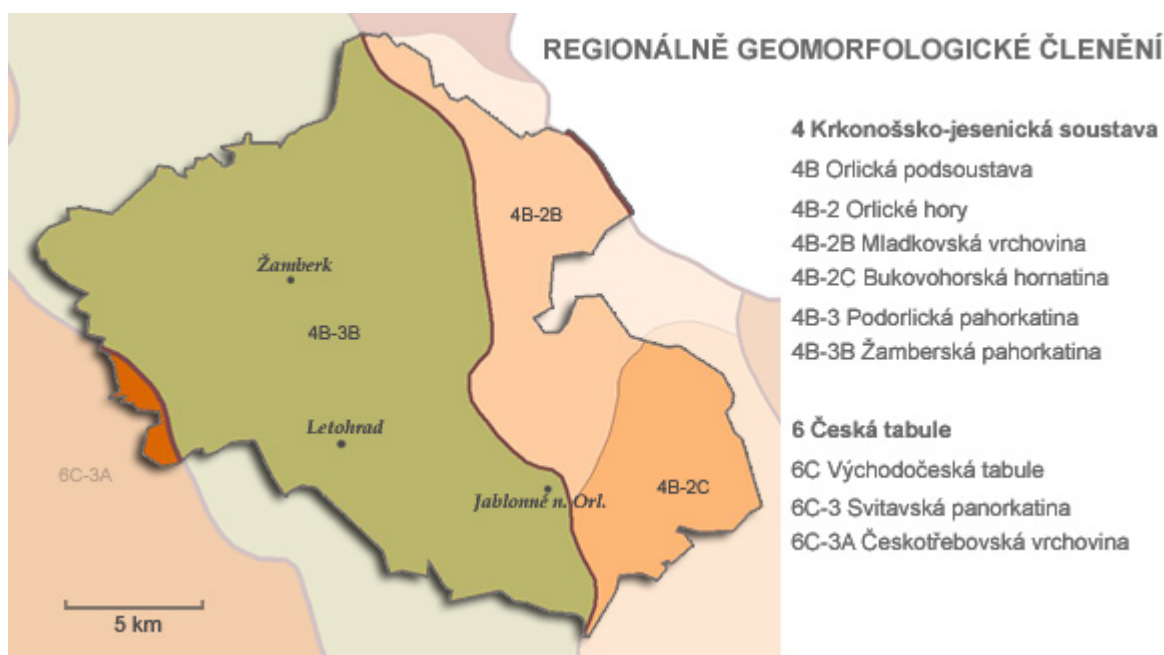 REGIONÁLNĚ GEOMORFOLOGICKÉ ČLENĚNÍ
4 Krkonošsko-jesenická soustava
4B Orlická podsoustava
4B-2 Orlické hory
4B-2B Mladkovská vrchovina
4B-2C Bukovohorská hornatina
4B-3 Podorlická pahorkatina
4B-3B Žamberská pahorkatina
6 Česká tabule
6C Východočeská tabule
6C-3 Svitavská panorkatina
6C-3A Českotřebovská vrchovina
4B-2B
Žamberk
4B-3B
Letohrad
6C-3A
Jablonné n. Orl.
4B-2C
5 km